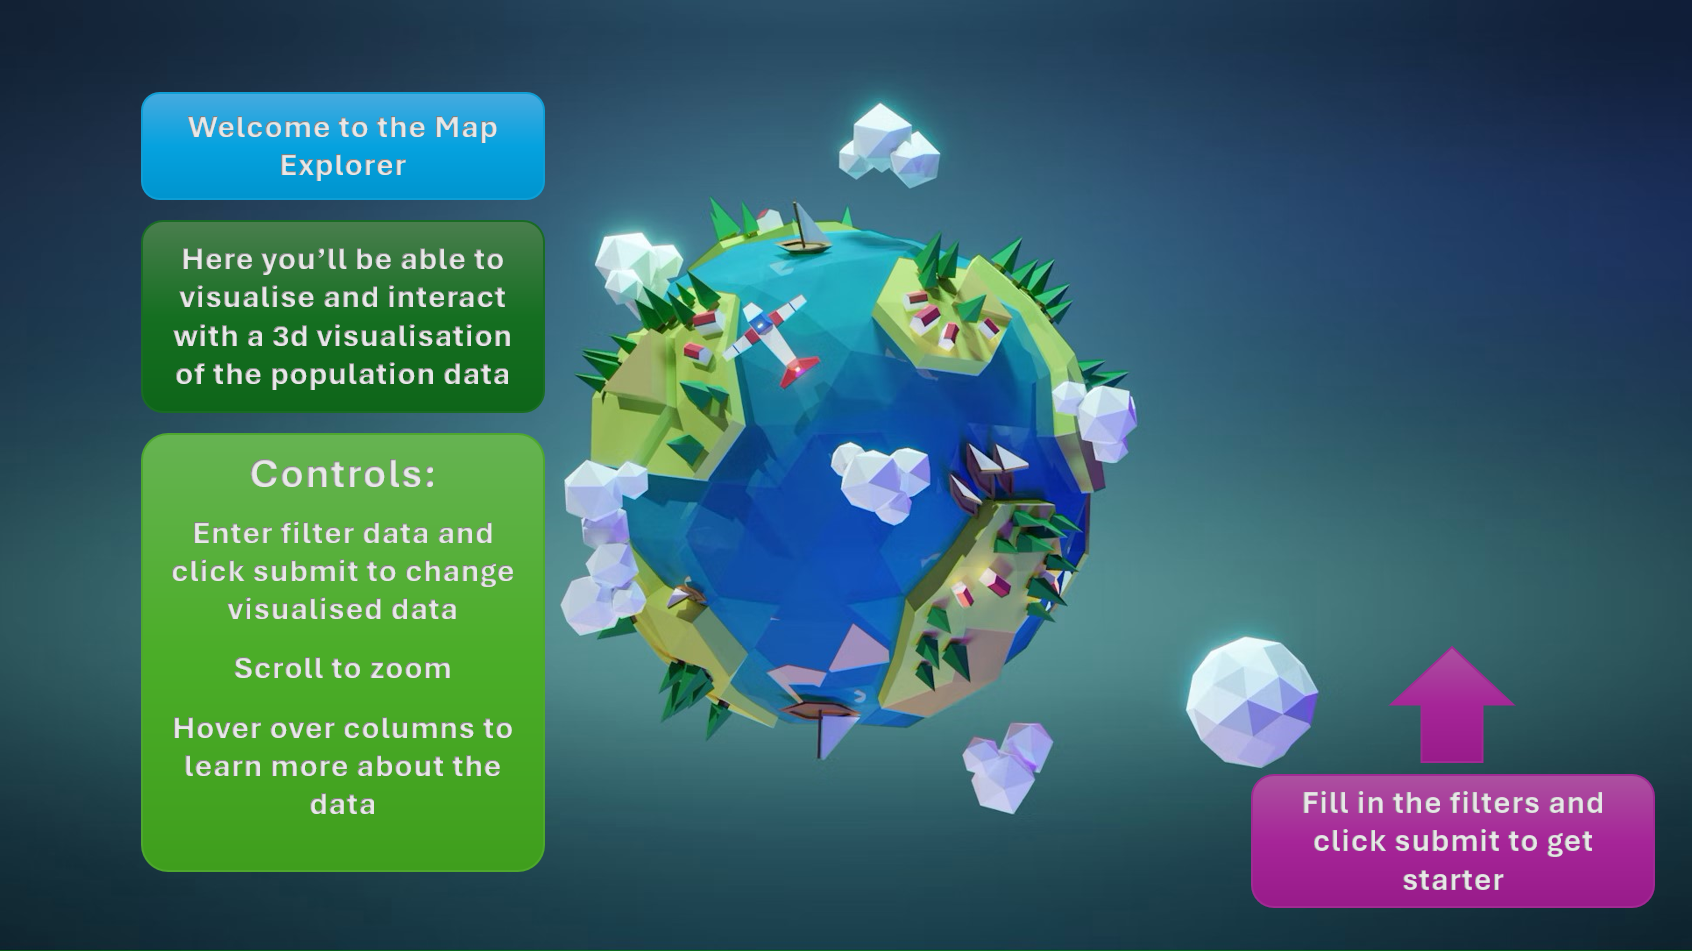 Welcome to the Map
Explorer
Here you’ll be able to
visualise and interact
with a 3d visualisation
of the population data
Controls:
Enter filter data and
click submit to change
visualised data
Scroll to zoom
Hover over columns to
learn more about the
data
Fill in the filters and
click submit to get
starter